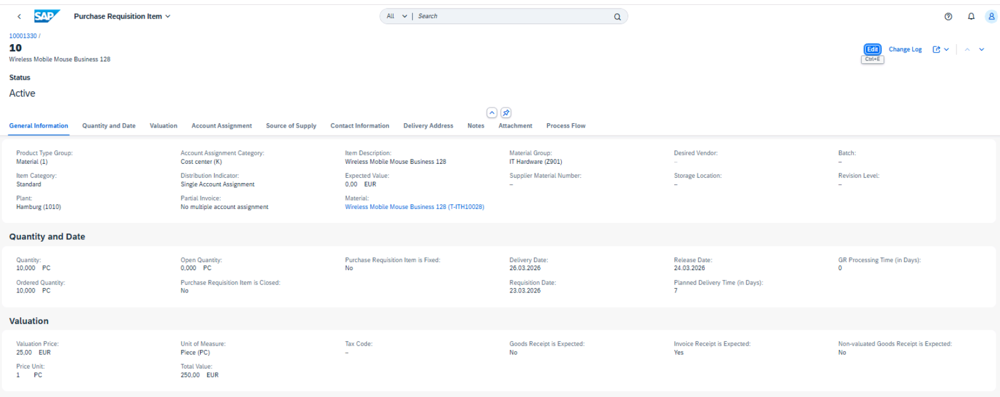 SAP Purchase Requisition Item All Search
10001330 /
10
Wireless Mobile Mouse Business 128
Edit Change Log
Ctrl+E
Status
Active
General Information Quantity and Date Valuation Account Assignment Source of Supply Contact Information Delivery Address Notes Attachment Process Flow
Product Type Group: Account Assignment Category: Item Description: Material Group: Desired Vendor: Batch:
Material (1) Cost center (K) Wireless Mobile Mouse Business 128 IT Hardware (Z901) – –
Item Category: Distribution Indicator: Expected Value: Supplier Material Number: Storage Location: Revision Level:
Standard Single Account Assignment 0,00 EUR – – –
Plant: Partial Invoice: Material:
Hamburg (1010) No multiple account assignment Wireless Mobile Mouse Business 128 (T-ITH10028)
Quantity and Date
Quantity: Open Quantity: Purchase Requisition Item is Fixed: Delivery Date: Release Date: GR Processing Time (in Days):
10,000 PC 0,000 PC No 26.03.2026 24.03.2026 0
Ordered Quantity: Purchase Requisition Item is Closed: Requisition Date: Planned Delivery Time (in Days):
10,000 PC No 23.03.2026 7
Valuation
Valuation Price: Unit of Measure: Tax Code: Goods Receipt is Expected: Invoice Receipt is Expected: Non-valuated Goods Receipt is Expected:
25,00 EUR Piece (PC) – No Yes No
Price Unit: Total Value:
1 PC 250,00 EUR